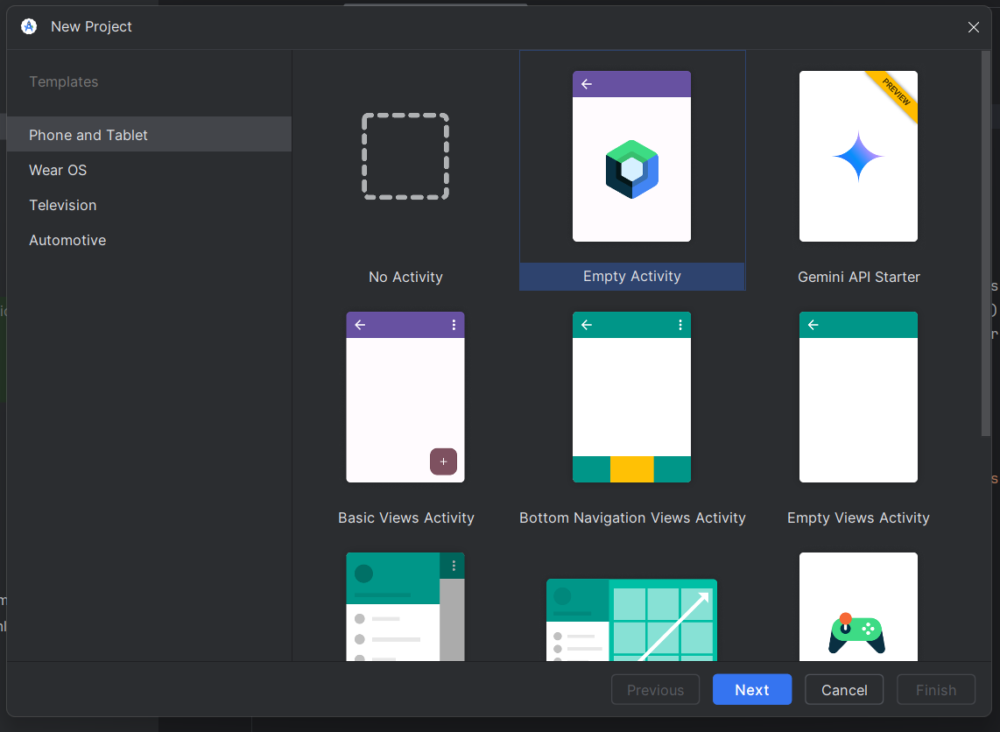 New Project
Templates
Phone and Tablet
Wear OS
Television
Automotive
PREVIEW
No Activity
Empty Activity
Gemini API Starter
Basic Views Activity
Bottom Navigation Views Activity
Empty Views Activity
Previous
Next
Cancel
Finish